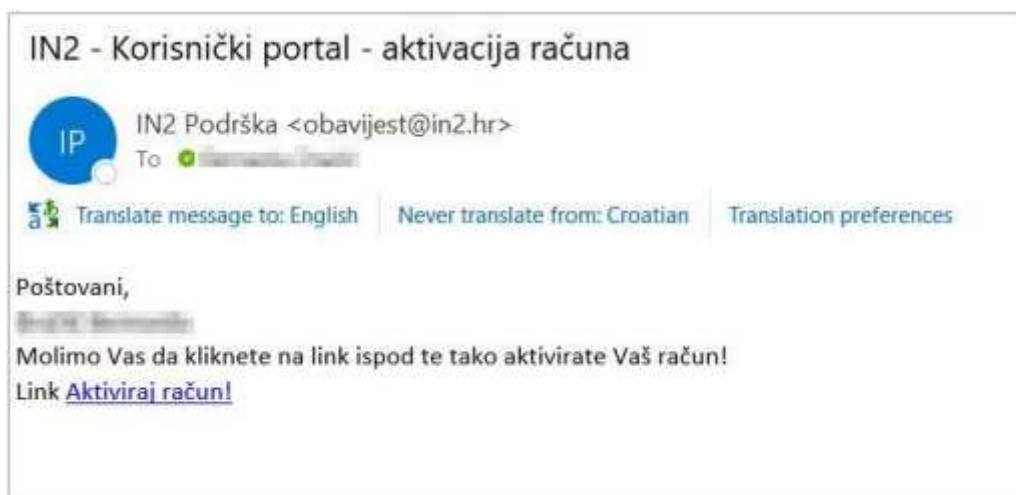 IN2 - Korisnički portal - aktivacija računa
IP
IN2 Podrška <obavijest@in2.hr>
To
Translate message to: English Never translate from: Croatian Translation preferences
Poštovani,
Molimo Vas da kliknete na link ispod te tako aktivirate Vaš račun!
Link Aktiviraj račun!